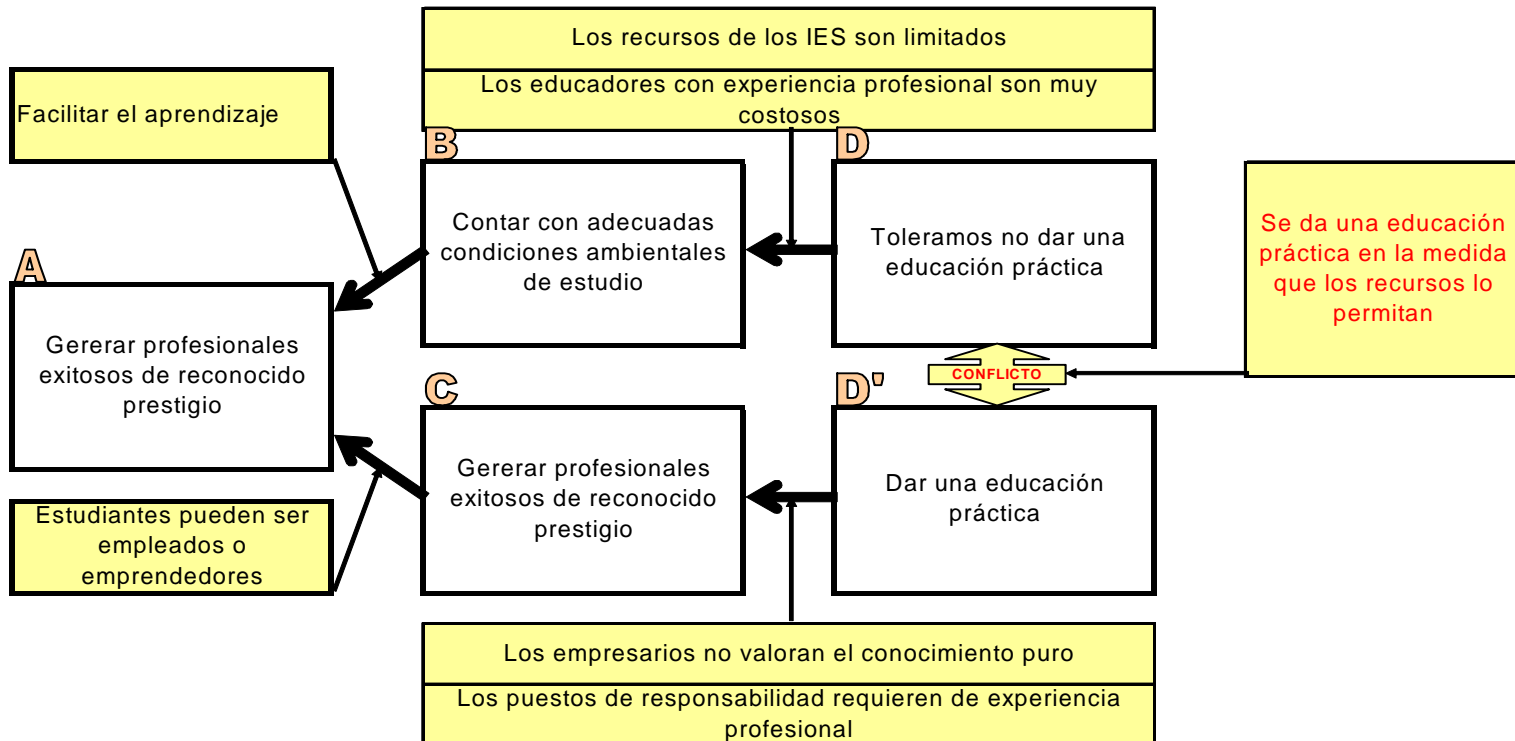 Los recursos de los IES son limitados
Los educadores con experiencia profesional son muy
costosos
Facilitar el aprendizaje
B
D
Contar con adecuadas
condiciones ambientales
de estudio
Toleramos no dar una
educación práctica
Se da una educación
práctica en la medida
que los recursos lo
permitan
A
Gererar profesionales
exitosos de reconocido
prestigio
CONFLICTO
C
D'
Gererar profesionales
exitosos de reconocido
prestigio
Dar una educación
práctica
Estudiantes pueden ser
empleados o
emprendedores
Los empresarios no valoran el conocimiento puro
Los puestos de responsabilidad requieren de experiencia
profesional